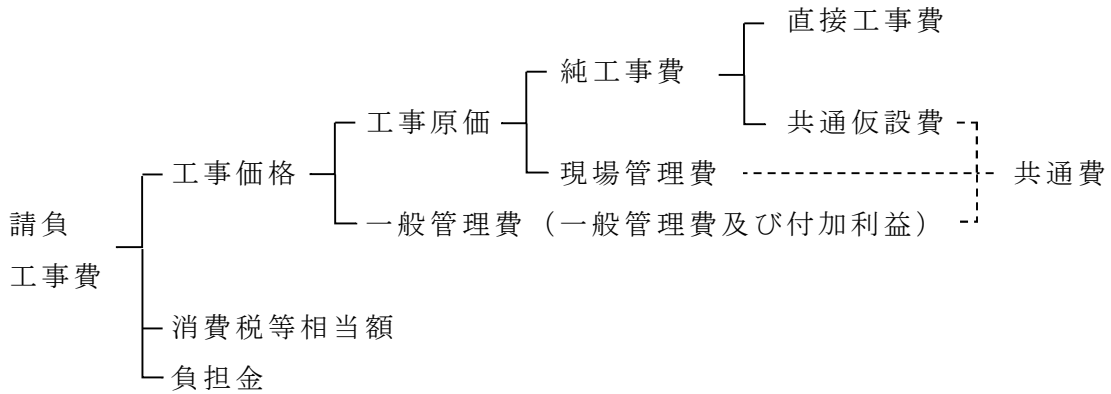 直接工事費
純工事費
工事原価
共通仮設費
工事価格
現場管理費
共通費
請負
工事費
一般管理費（一般管理費及び付加利益）
消費税等相当額
負担金